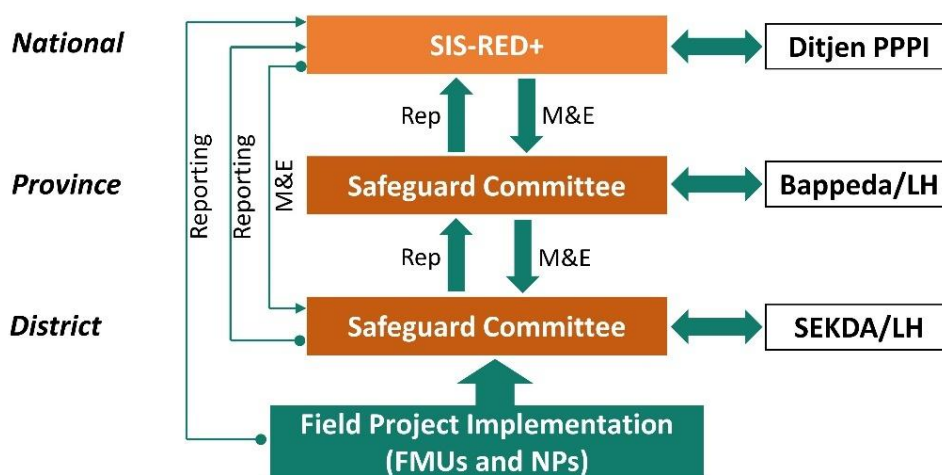 National
SIS-RED+
Ditjen PPPI
Rep
M&E
Reporting
Reporting
M&E
Province
Safeguard Committee
Bappeda/LH
Rep
M&E
District
Safeguard Committee
SEKDA/LH
Field Project Implementation
(FMUs and NPs)